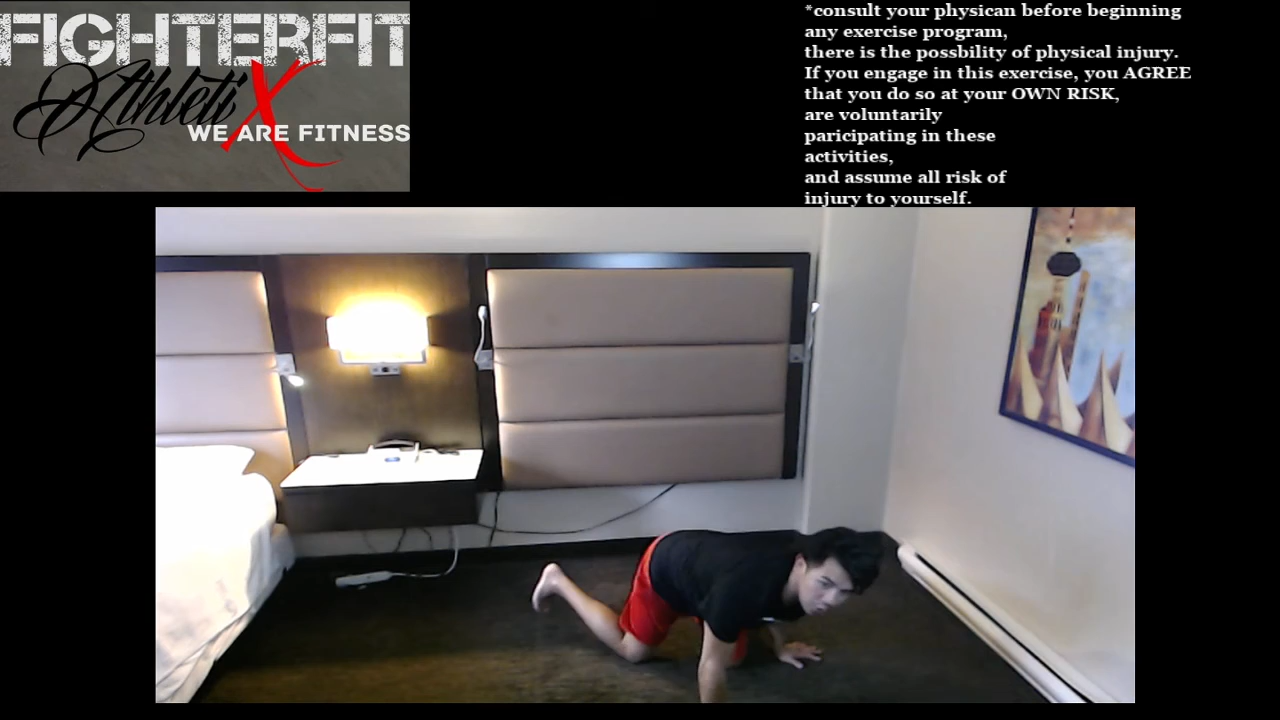 FIGHTERFIT
AthletiX
WE ARE FITNESS
*consult your physican before beginning
any exercise program,
there is the possbility of physical injury.
If you engage in this exercise, you AGREE
that you do so at your OWN RISK,
are voluntarily
paricipating in these
activities,
and assume all risk of
injury to yourself.